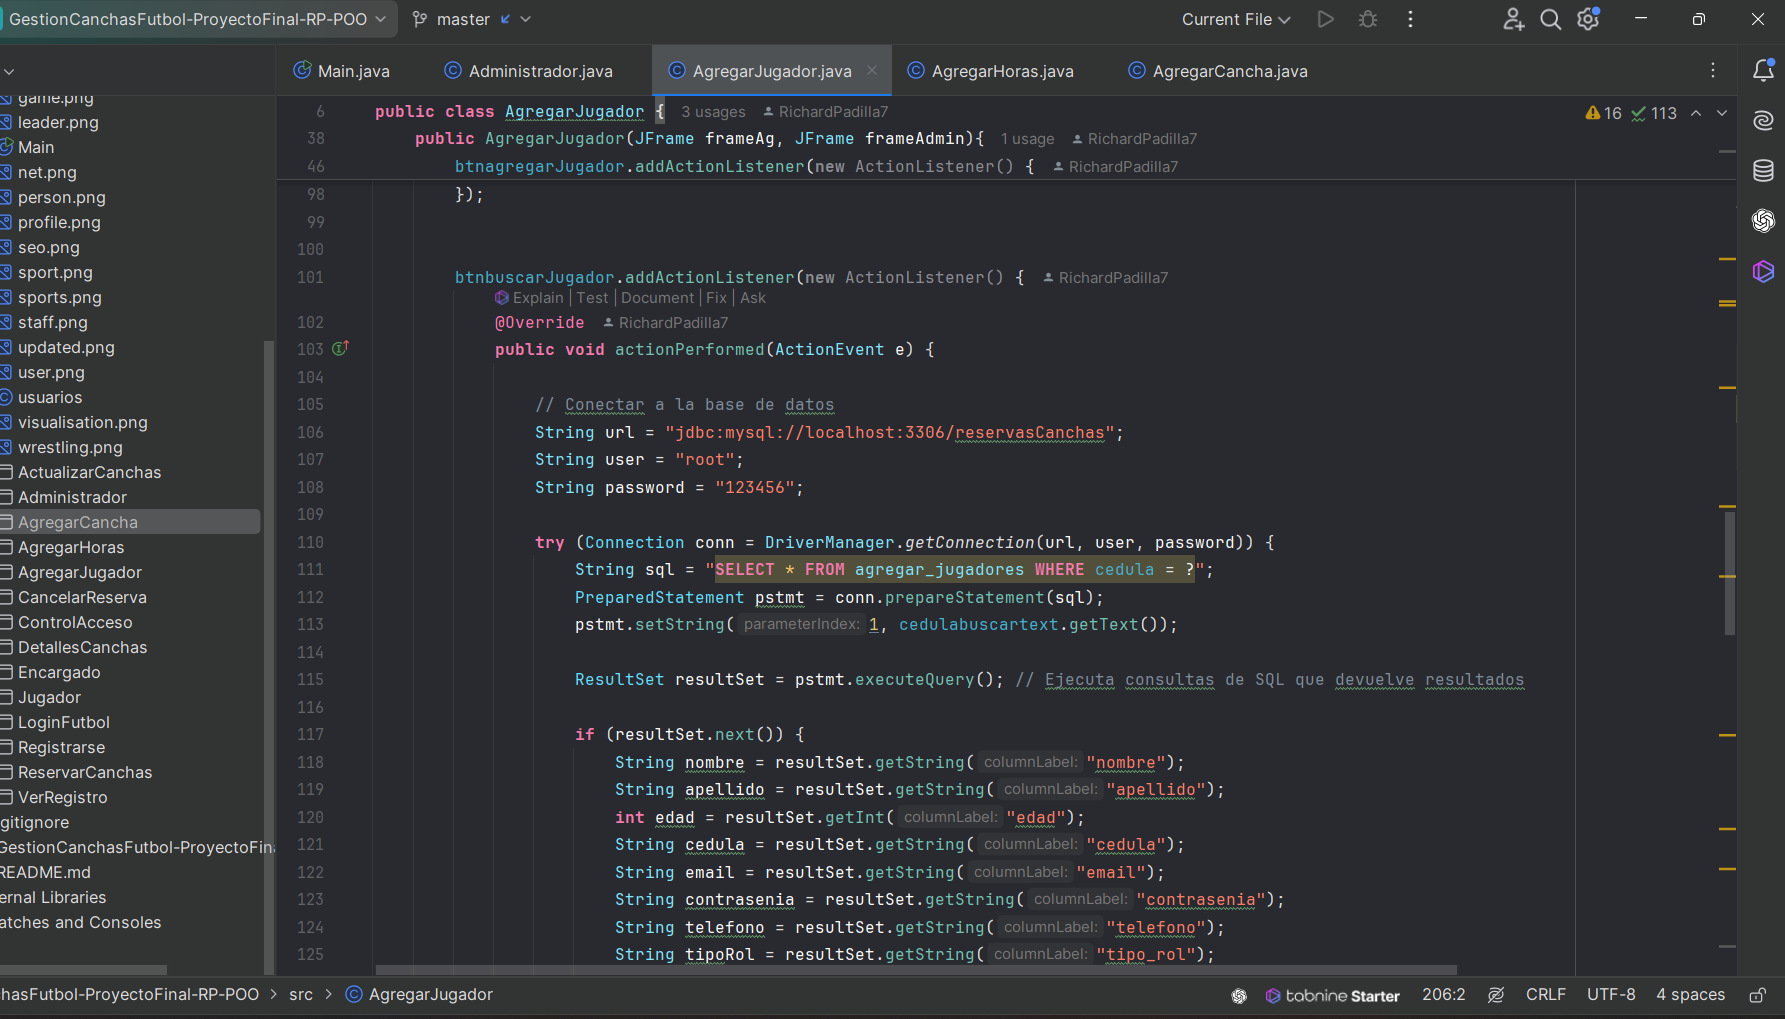 GestionCanchasFutbol-ProyectoFinal-RP-POO master Current File
Main.java Administrador.java AgregarJugador.java AgregarHoras.java AgregarCancha.java
game.png
leader.png
Main
net.png
person.png
profile.png
seo.png
sport.png
sports.png
staff.png
updated.png
user.png
usuarios
visualisation.png
wrestling.png
ActualizarCanchas
Administrador
AgregarCancha
AgregarHoras
AgregarJugador
CancelarReserva
ControlAcceso
DetallesCanchas
Encargado
Jugador
LoginFutbol
Registrarse
ReservarCanchas
VerRegistro
gitignore
GestionCanchasFutbol-ProyectoFina
README.md
ernal Libraries
atches and Consoles
6 public class AgregarJugador { 3 usages RichardPadilla7 16 113
38 public AgregarJugador(JFrame frameAg, JFrame frameAdmin){ 1 usage RichardPadilla7
46 btnagregarJugador.addActionListener(new ActionListener() { RichardPadilla7
98 });
99
100
101 btnbuscarJugador.addActionListener(new ActionListener() { RichardPadilla7
Explain | Test | Document | Fix | Ask
102 @Override RichardPadilla7
103 public void actionPerformed(ActionEvent e) {
104
105 // Conectar a la base de datos
106 String url = "jdbc:mysql://localhost:3306/reservasCanchas";
107 String user = "root";
108 String password = "123456";
109
110 try (Connection conn = DriverManager.getConnection(url, user, password)) {
111 String sql = "SELECT * FROM agregar_jugadores WHERE cedula = ?";
112 PreparedStatement pstmt = conn.prepareStatement(sql);
113 pstmt.setString( parameterIndex: 1, cedulabuscartext.getText());
114
115 ResultSet resultSet = pstmt.executeQuery(); // Ejecuta consultas de SQL que devuelve resultados
116
117 if (resultSet.next()) {
118 String nombre = resultSet.getString( columnLabel: "nombre");
119 String apellido = resultSet.getString( columnLabel: "apellido");
120 int edad = resultSet.getInt( columnLabel: "edad");
121 String cedula = resultSet.getString( columnLabel: "cedula");
122 String email = resultSet.getString( columnLabel: "email");
123 String contrasenia = resultSet.getString( columnLabel: "contrasenia");
124 String telefono = resultSet.getString( columnLabel: "telefono");
125 String tipoRol = resultSet.getString( columnLabel: "tipo_rol");
hasFutbol-ProyectoFinal-RP-POO > src > AgregarJugador tabnine Starter 206:2 CRLF UTF-8 4 spaces